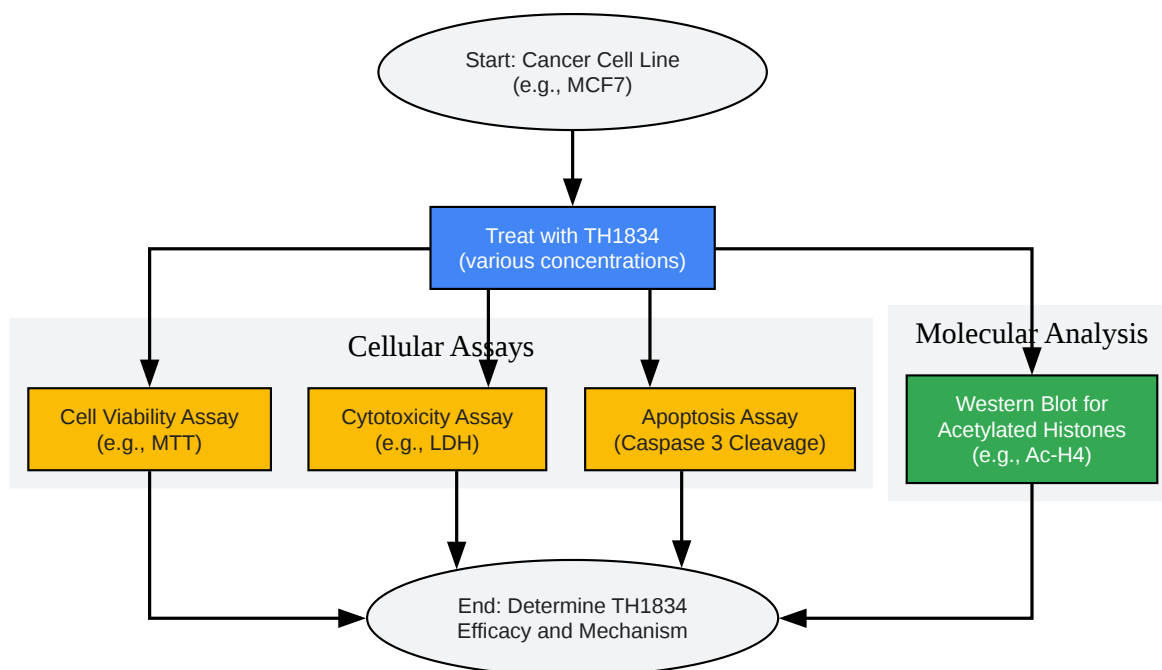 Start: Cancer Cell Line
(e.g., MCF7)
Treat with TH1834
(various concentrations)
Cellular Assays
Molecular Analysis
Cell Viability Assay
(e.g., MTT)
Cytotoxicity Assay
(e.g., LDH)
Apoptosis Assay
(Caspase 3 Cleavage)
Western Blot for
Acetylated Histones
(e.g., Ac-H4)
End: Determine TH1834
Efficacy and Mechanism